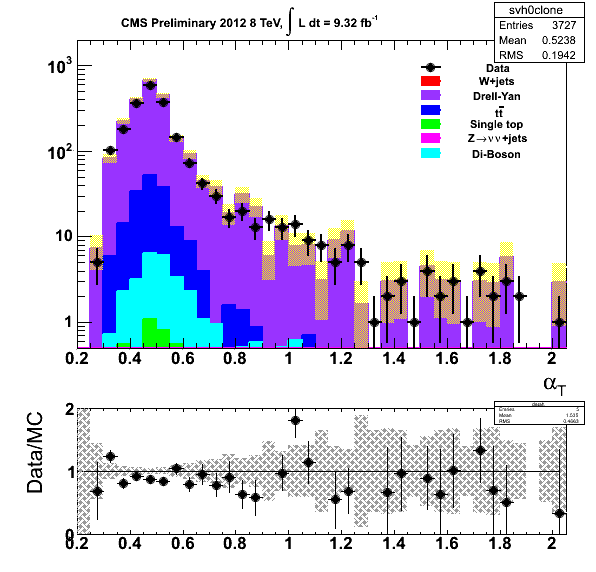 CMS Preliminary 2012 8 TeV, ∫ L dt = 9.32 fb⁻¹
svh0clone
Entries 3727
Mean 0.5238
RMS 0.1942
Data
W+jets
Drell-Yan
tt̅
Single top
Z→νν+jets
Di-Boson
10³
10²
10
1
0.2 0.4 0.6 0.8 1 1.2 1.4 1.6 1.8 2
α_T
Data/MC
Entries 5
Mean 1.535
RMS 0.4663
2
1
0
0.2 0.4 0.6 0.8 1 1.2 1.4 1.6 1.8 2